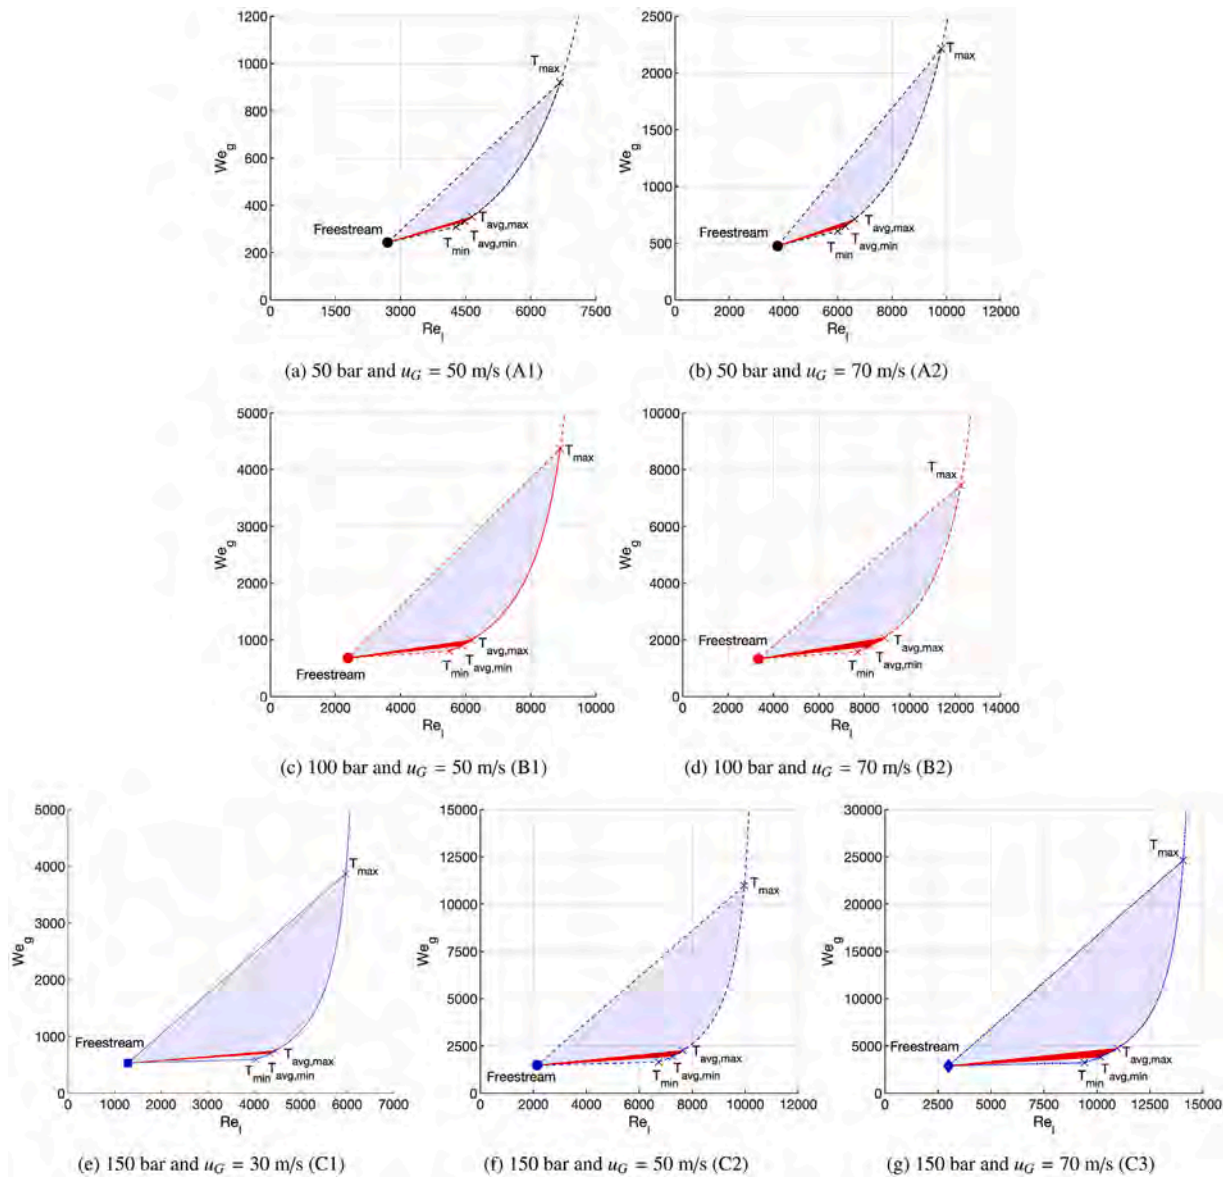 1200
1000
800
600
400
200
0
We_g
0 1500 3000 4500 6000 7500
Re_l
Freestream
T_max
T_avg,max
T_avg,min
T_min
(a) 50 bar and u_G = 50 m/s (A1)
2500
2000
1500
1000
500
0
We_g
0 2000 4000 6000 8000 10000 12000
Re_l
Freestream
T_max
T_avg,max
T_avg,min
T_min
(b) 50 bar and u_G = 70 m/s (A2)
5000
4000
3000
2000
1000
0
We_g
0 2000 4000 6000 8000 10000
Re_l
Freestream
T_max
T_avg,max
T_avg,min
T_min
(c) 100 bar and u_G = 50 m/s (B1)
10000
8000
6000
4000
2000
0
We_g
0 2000 4000 6000 8000 10000 12000 14000
Re_l
Freestream
T_max
T_avg,max
T_avg,min
T_min
(d) 100 bar and u_G = 70 m/s (B2)
5000
4000
3000
2000
1000
0
We_g
0 1000 2000 3000 4000 5000 6000 7000
Re_l
Freestream
T_max
T_avg,max
T_avg,min
T_min
(e) 150 bar and u_G = 30 m/s (C1)
15000
12500
10000
7500
5000
2500
0
We_g
0 2000 4000 6000 8000 10000 12000
Re_l
Freestream
T_max
T_avg,max
T_avg,min
T_min
(f) 150 bar and u_G = 50 m/s (C2)
30000
25000
20000
15000
10000
5000
0
We_g
0 2500 5000 7500 10000 12500 15000
Re_l
Freestream
T_max
T_avg,max
T_avg,min
T_min
(g) 150 bar and u_G = 70 m/s (C3)